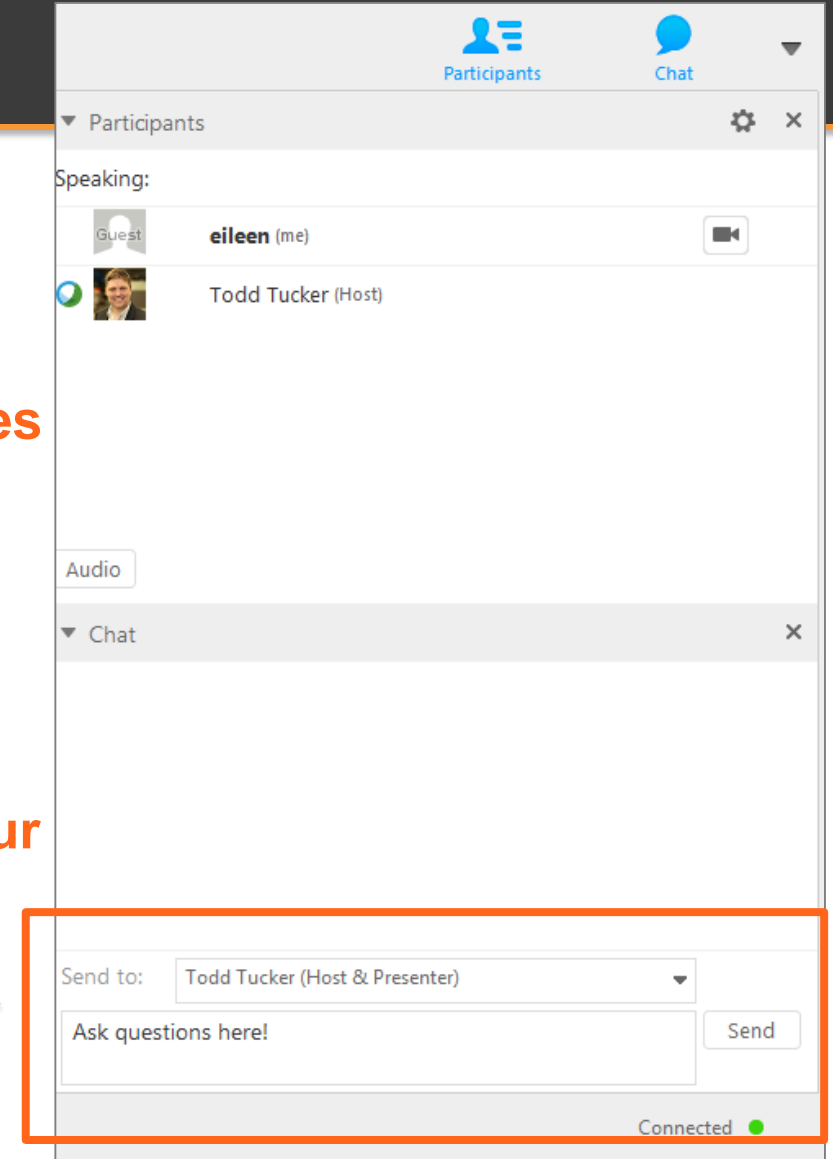 Participants Chat
Participants
Speaking:
Guest eileen (me)
Todd Tucker (Host)
es
Audio
Chat
ur
Send to: Todd Tucker (Host & Presenter)
Ask questions here! Send
Connected